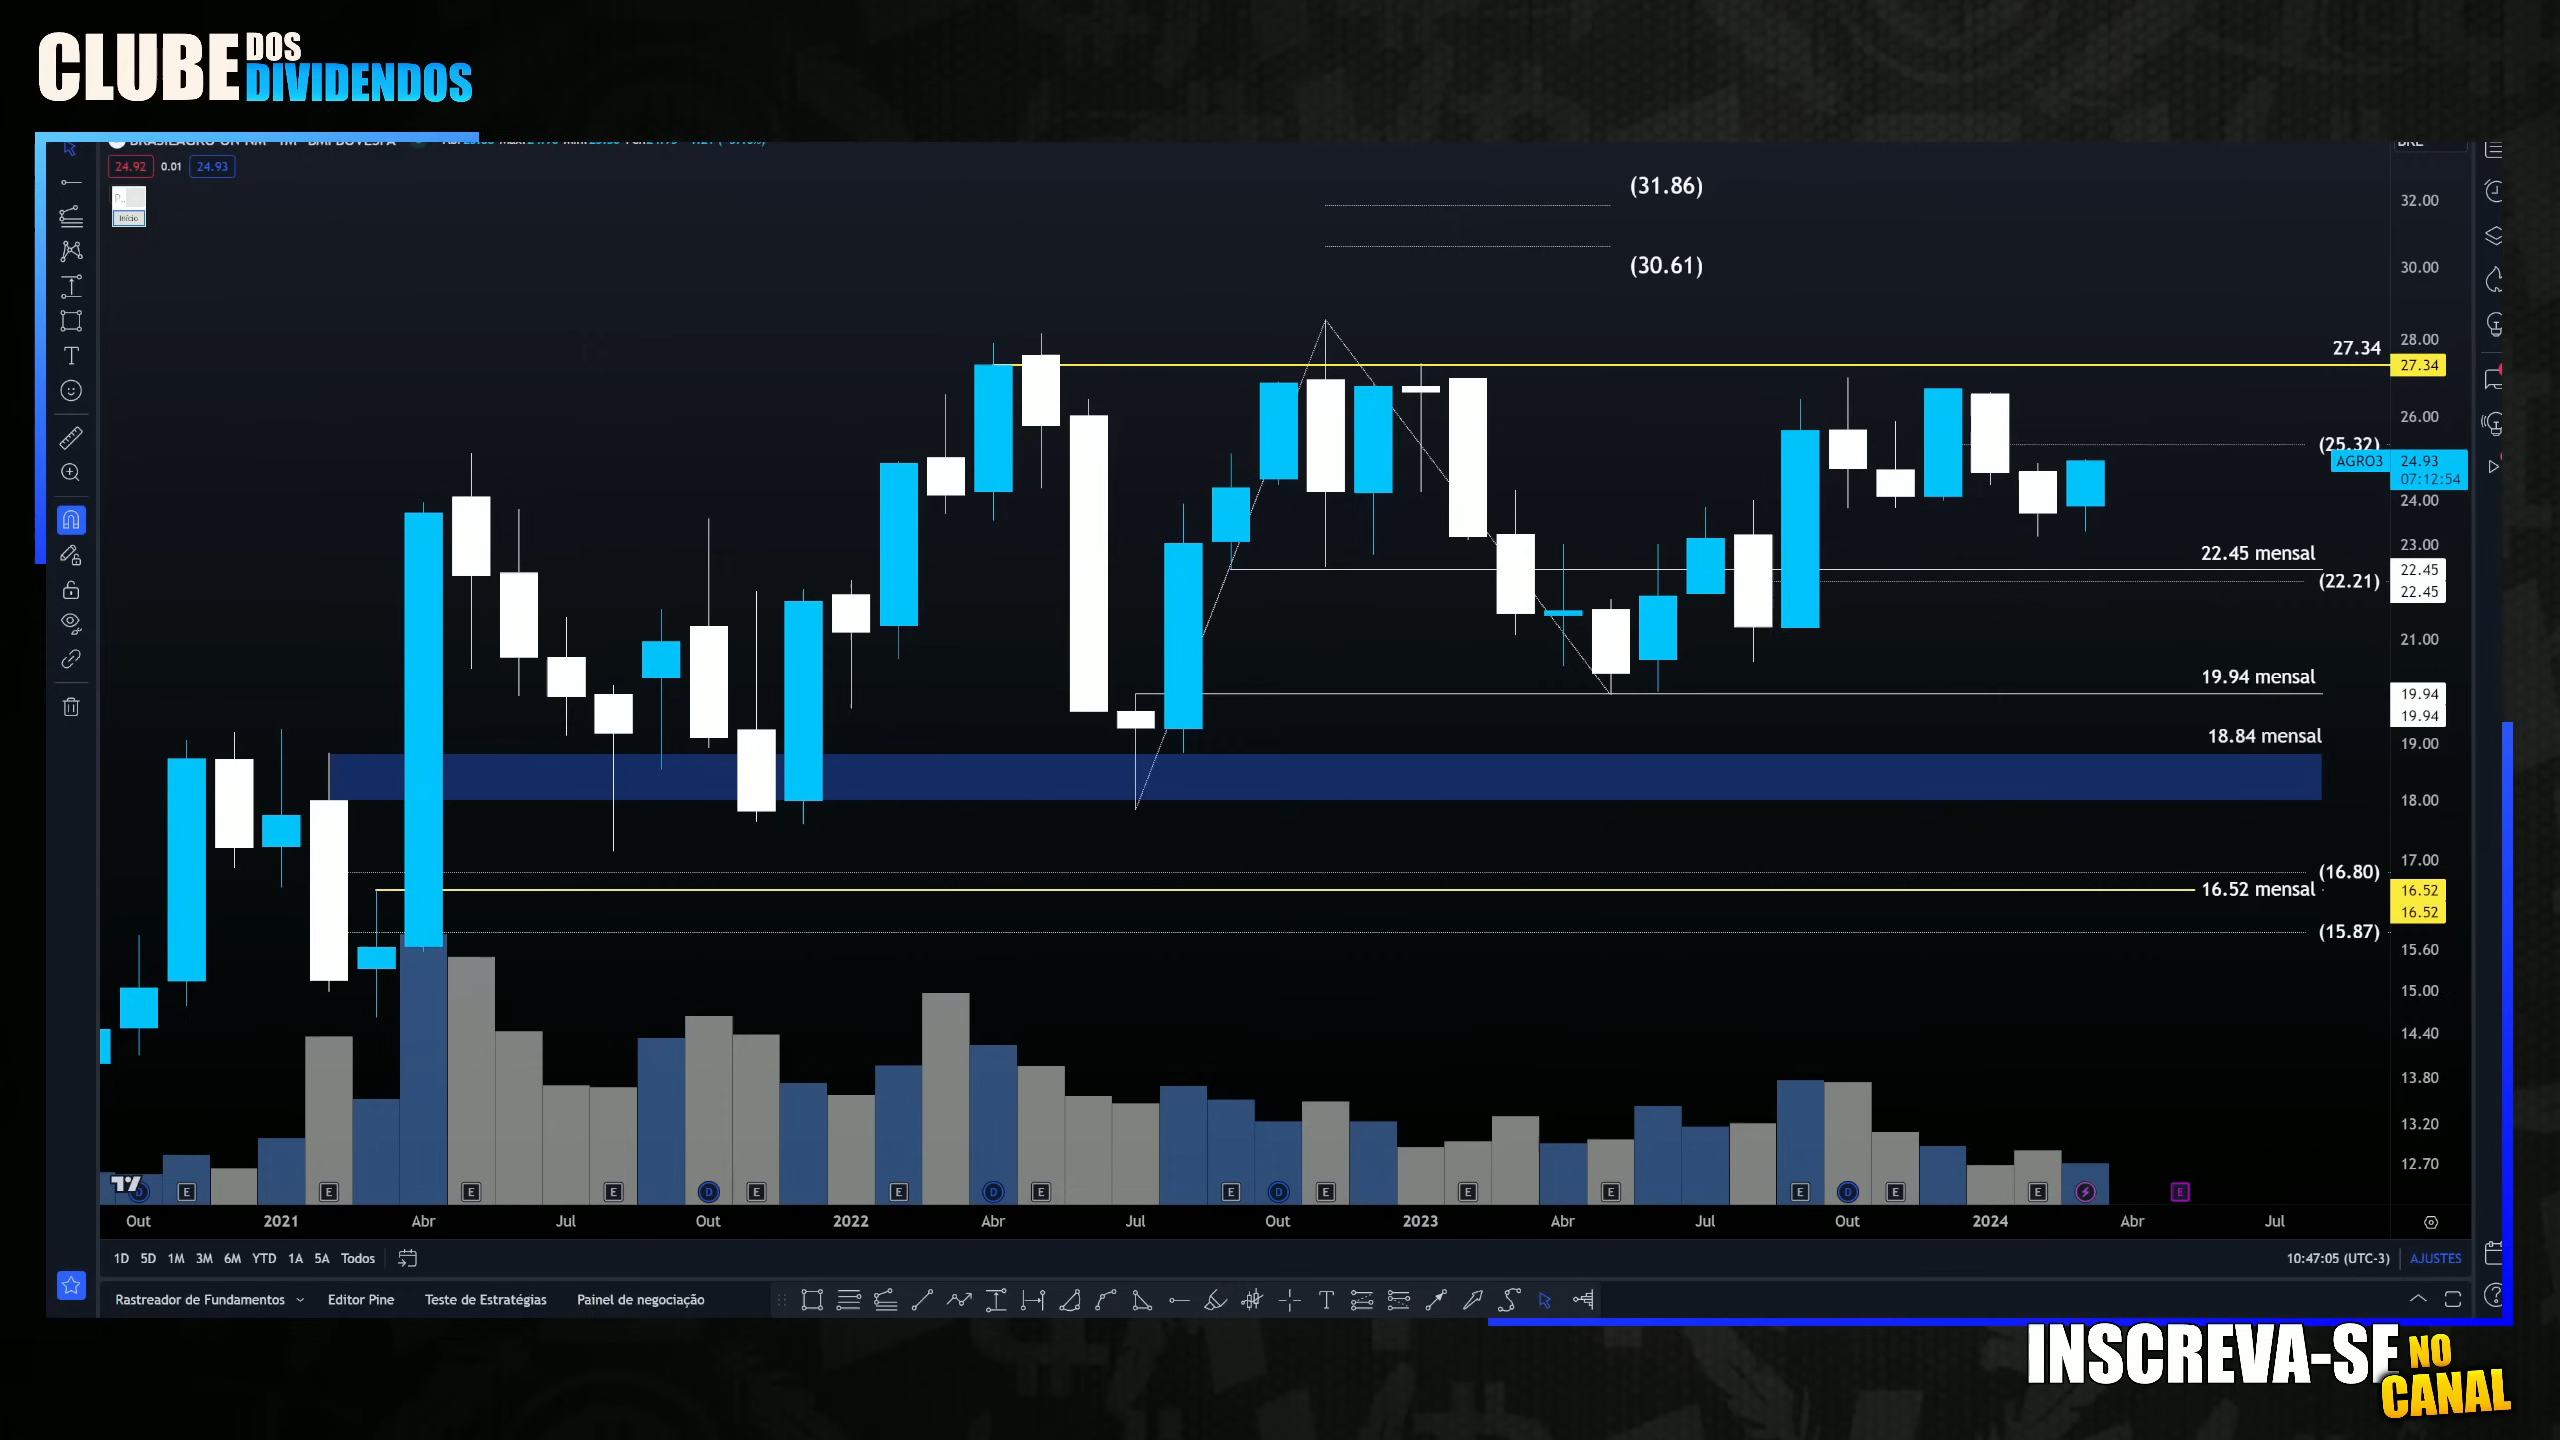 CLUBE DOS
DIVIDENDOS
24.92 0.01 24.93
Início
(31.86)
(30.61)
27.34
(25.32)
22.45 mensal
(22.21)
19.94 mensal
18.84 mensal
(16.80)
16.52 mensal
(15.87)
32.00
30.00
28.00
27.34
26.00
AGRO3 24.93
07:12:54
24.00
23.00
22.45
22.45
21.00
19.94
19.94
19.00
18.00
17.00
16.52
16.52
15.60
15.00
14.40
13.80
13.20
12.70
D E E E E D E E D E E D E E E E D E E E
Out 2021 Abr Jul Out 2022 Abr Jul Out 2023 Abr Jul Out 2024 Abr Jul
1D 5D 1M 3M 6M YTD 1A 5A Todos
10:47:05 (UTC-3) AJUSTES
Rastreador de Fundamentos Editor Pine Teste de Estratégias Painel de negociação
INSCREVA-SE NO
CANAL